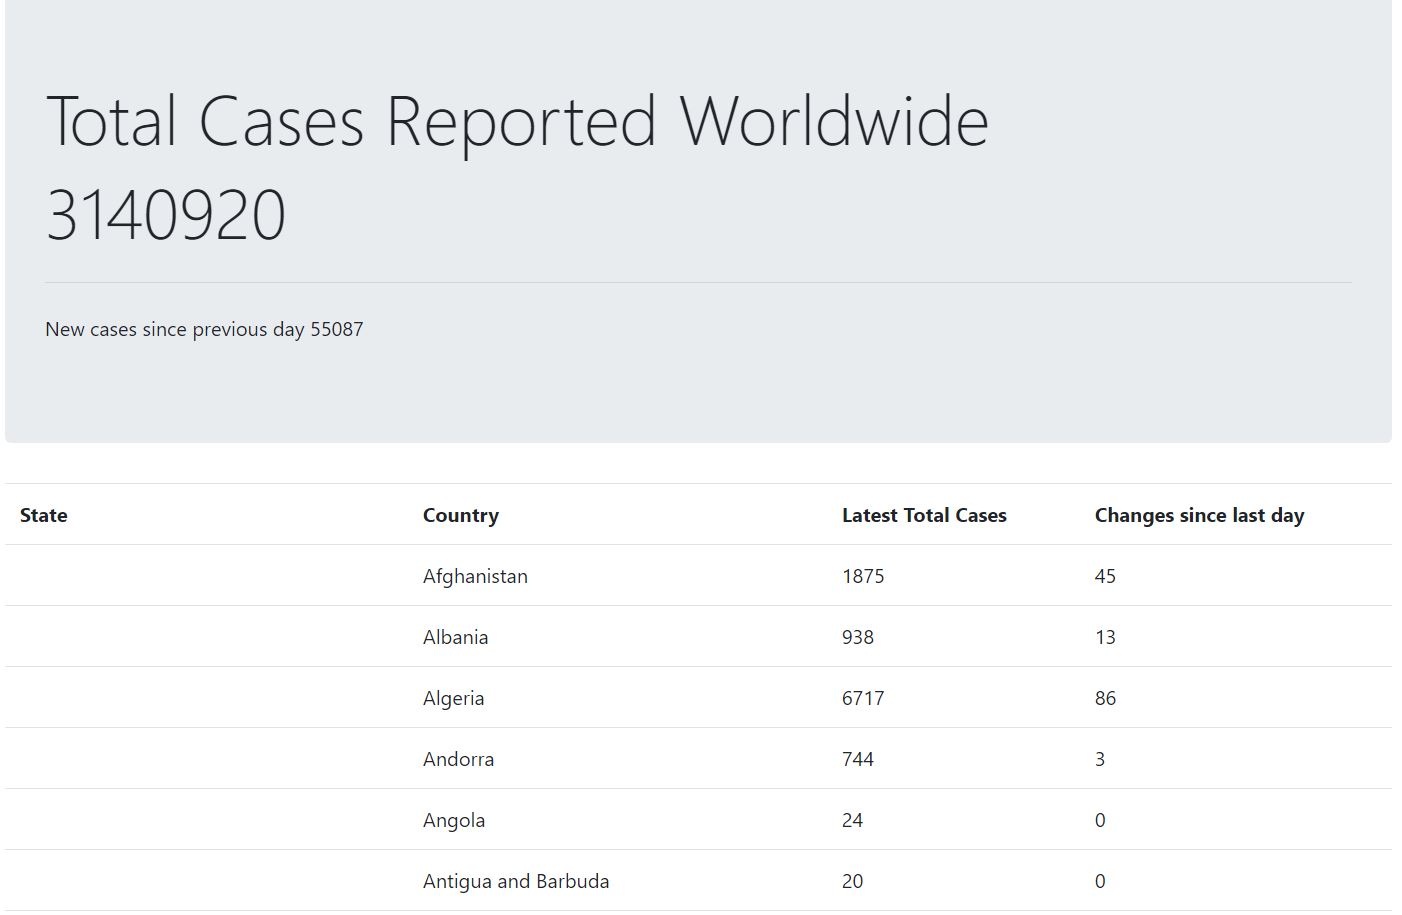 Total Cases Reported Worldwide
3140920
New cases since previous day 55087
State Country Latest Total Cases Changes since last day
Afghanistan 1875 45
Albania 938 13
Algeria 6717 86
Andorra 744 3
Angola 24 0
Antigua and Barbuda 20 0